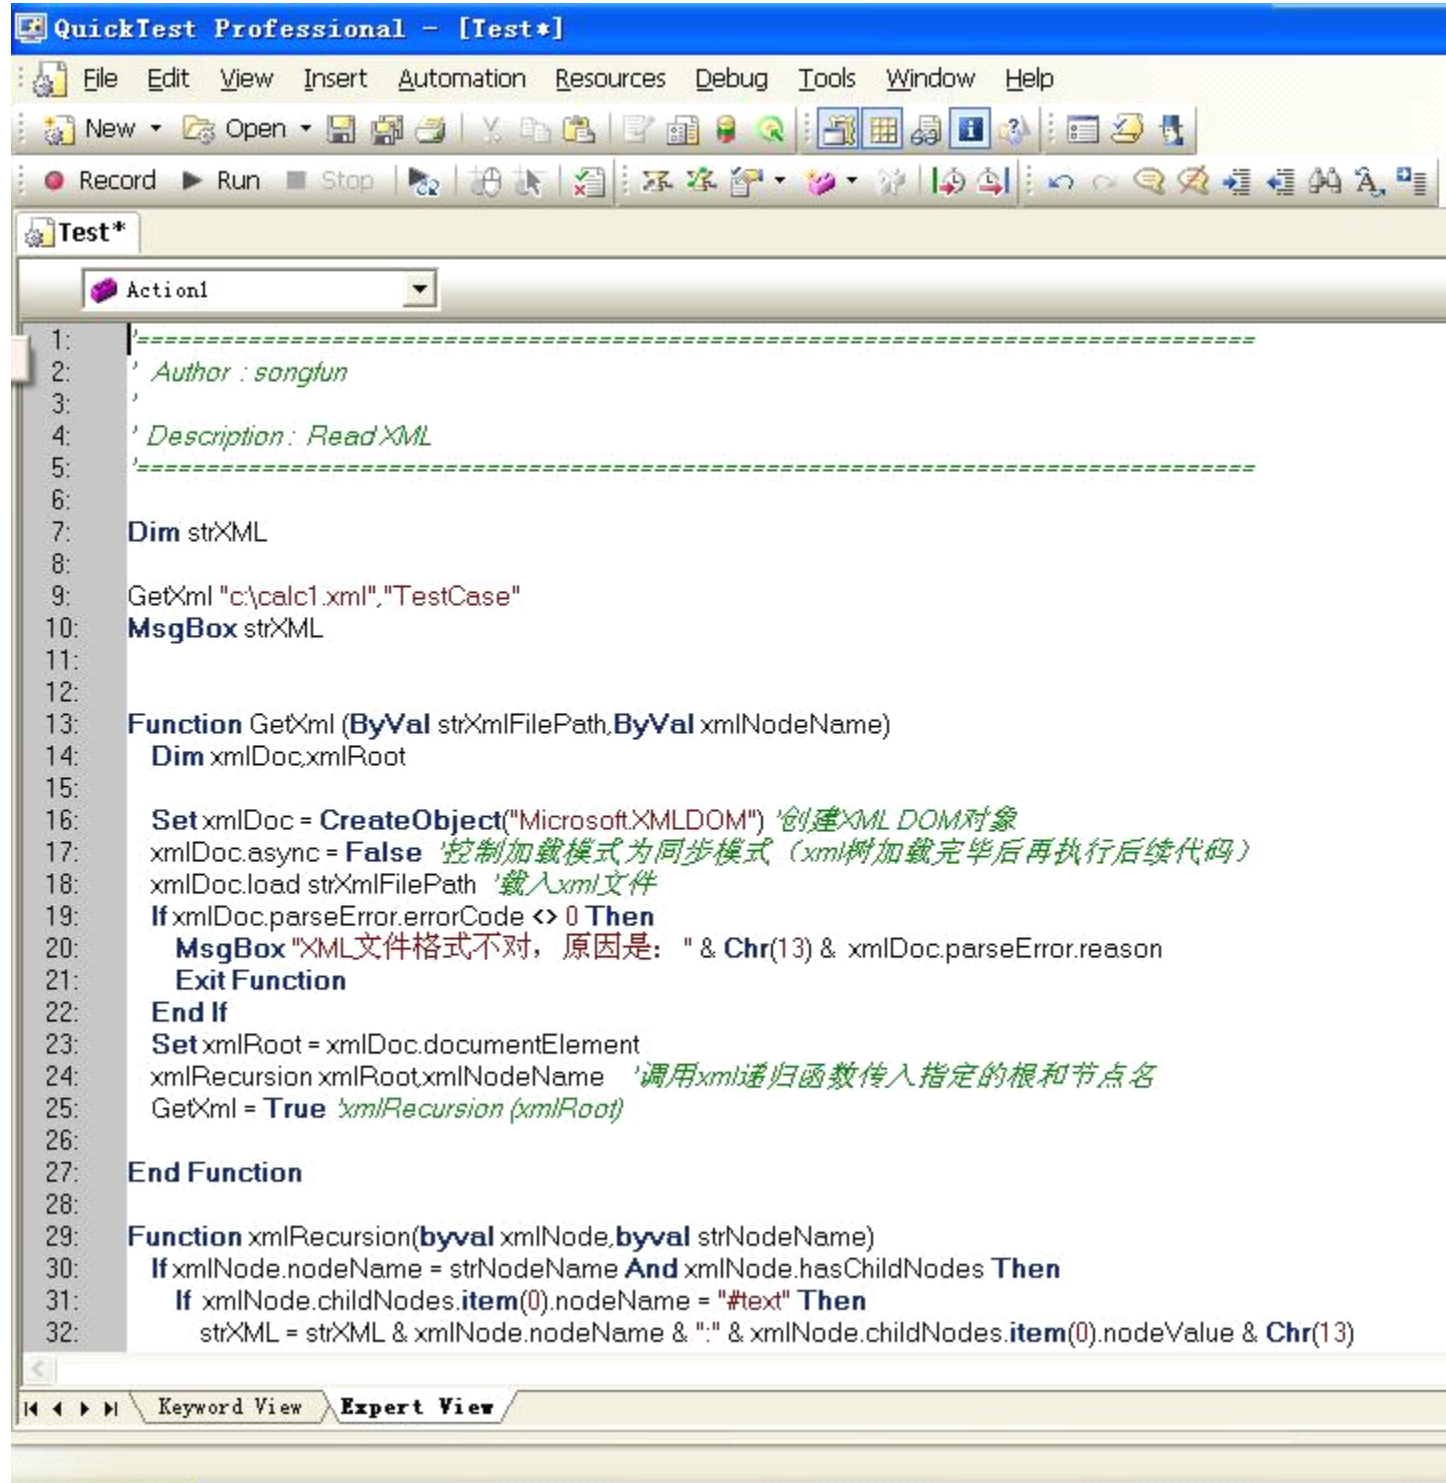 QuickTest Professional - [Test*]
File Edit View Insert Automation Resources Debug Tools Window Help
New Open
Record Run Stop
Test*
Action1
1: '================================================================================
2: ' Author : songfun
3: '
4: ' Description : Read XML
5: '================================================================================
6:
7: Dim strXML
8:
9: GetXml "c:\calc1.xml","TestCase"
10: MsgBox strXML
11:
12:
13: Function GetXml (ByVal strXmlFilePath,ByVal xmlNodeName)
14: Dim xmlDoc,xmlRoot
15:
16: Set xmlDoc = CreateObject("Microsoft.XMLDOM") '创建XML DOM对象
17: xmlDoc.async = False '控制加载模式为同步模式（xml树加载完毕后再执行后续代码）
18: xmlDoc.load strXmlFilePath '载入xml文件
19: If xmlDoc.parseError.errorCode <> 0 Then
20: MsgBox "XML文件格式不对，原因是：" & Chr(13) & xmlDoc.parseError.reason
21: Exit Function
22: End If
23: Set xmlRoot = xmlDoc.documentElement
24: xmlRecursion xmlRoot,xmlNodeName '调用xml递归函数传入指定的根和节点名
25: GetXml = True 'xmlRecursion (xmlRoot)
26:
27: End Function
28:
29: Function xmlRecursion(byval xmlNode,byval strNodeName)
30: If xmlNode.nodeName = strNodeName And xmlNode.hasChildNodes Then
31: If xmlNode.childNodes.item(0).nodeName = "#text" Then
32: strXML = strXML & xmlNode.nodeName & ":" & xmlNode.childNodes.item(0).nodeValue & Chr(13)
Keyword View Expert View